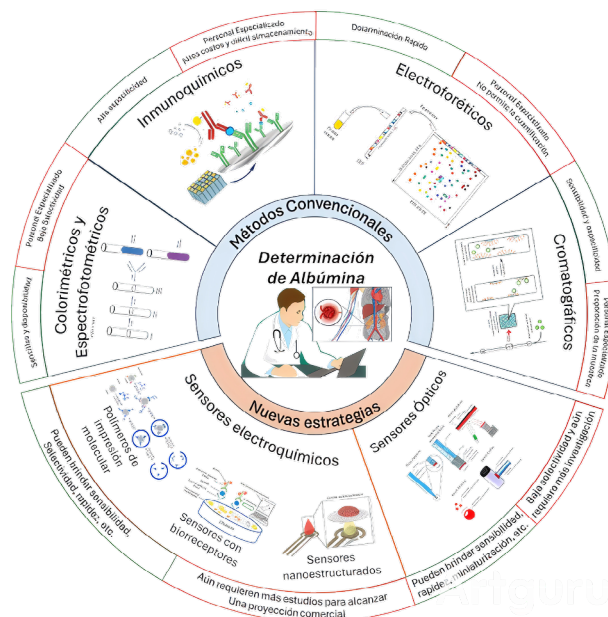 Determinación
de Albúmina
Métodos Convencionales
Nuevas estrategias
Colorimétricos y
Espectrofotométricos
Sencillos y disponibilidad
Personal Especializado
Baja Selectividad
Inmunoquímicos
Alta especificidad
Personal Especializado
Altos costos y difícil almacenamiento
Electroforéticos
Determinación Rápida
Personal Especializado
No permite la cuantificación
Cromatográficos
Sensibilidad y especificidad
Personal Especializado
Preparación de la muestra
Sensores Ópticos
Baja selectividad y aún
requiere más investigación
Pueden brindar sensibilidad,
rapidez, miniaturización, etc.
Sensores electroquímicos
Polímeros de
impresión
molecular
Sensores con
biorreceptores
Sensores
nanoestructurados
Pueden brindar sensibilidad,
Selectividad, rapidez, etc.
Aún requieren más estudios para alcanzar
Una proyección comercial
Artguru